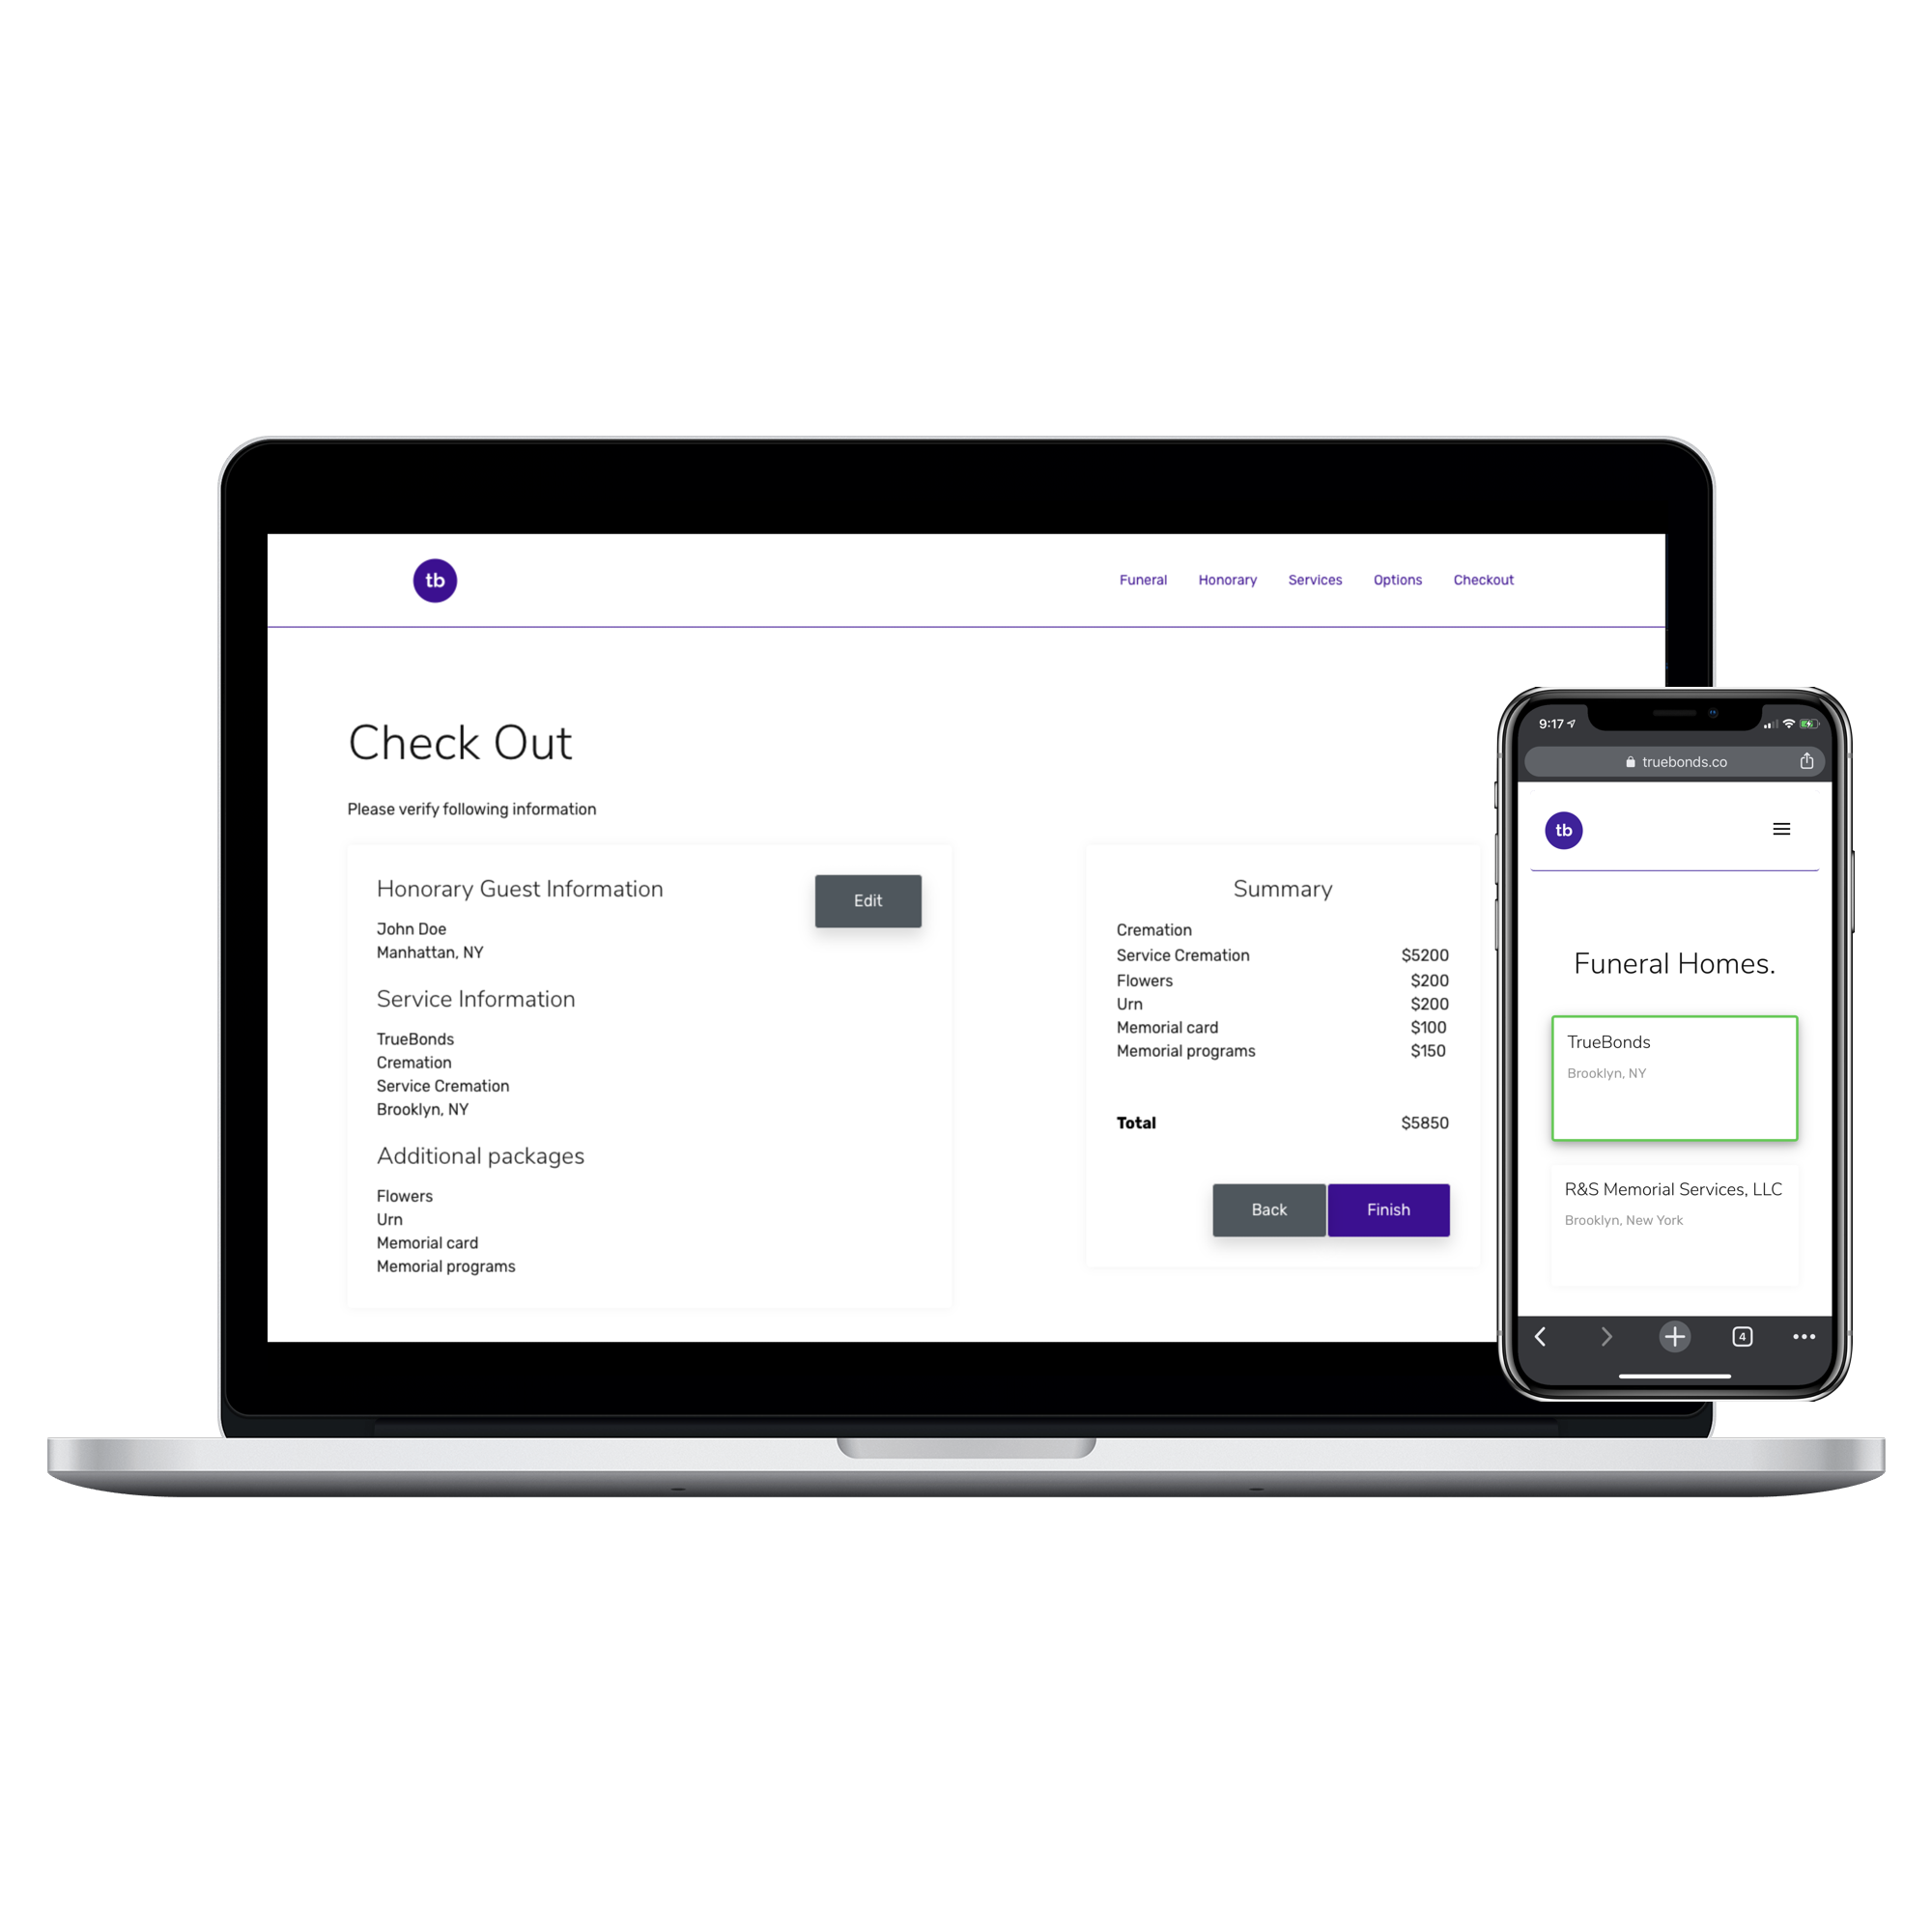 tb
Funeral Honorary Services Options Checkout
Check Out
Please verify following information
Honorary Guest Information
Edit
John Doe
Manhattan, NY
Service Information
TrueBonds
Cremation
Service Cremation
Brooklyn, NY
Additional packages
Flowers
Urn
Memorial card
Memorial programs
Summary
Cremation
Service Cremation $5200
Flowers $200
Urn $200
Memorial card $100
Memorial programs $150
Total $5850
Back Finish
9:17
truebonds.co
tb
Funeral Homes.
TrueBonds
Brooklyn, NY
R&S Memorial Services, LLC
Brooklyn, New York
4